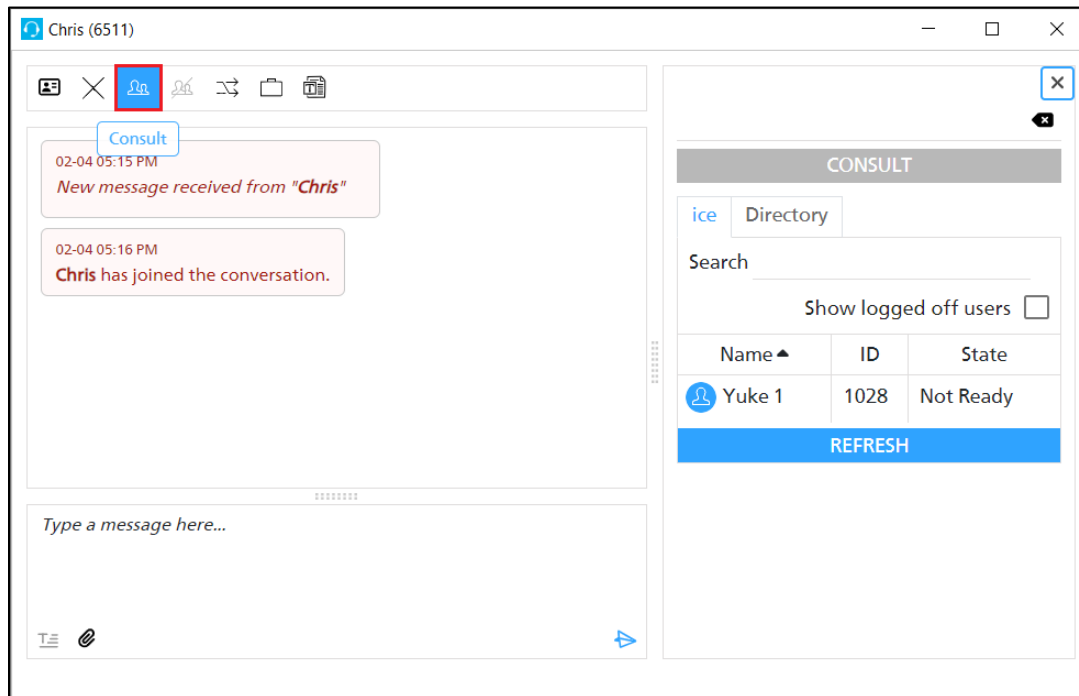 Chris (6511)
Consult
02-04 05:15 PM
New message received from "Chris"
02-04 05:16 PM
Chris has joined the conversation.
Type a message here...
CONSULT
ice Directory
Search
Show logged off users
Name ID State
Yuke 1 1028 Not Ready
REFRESH